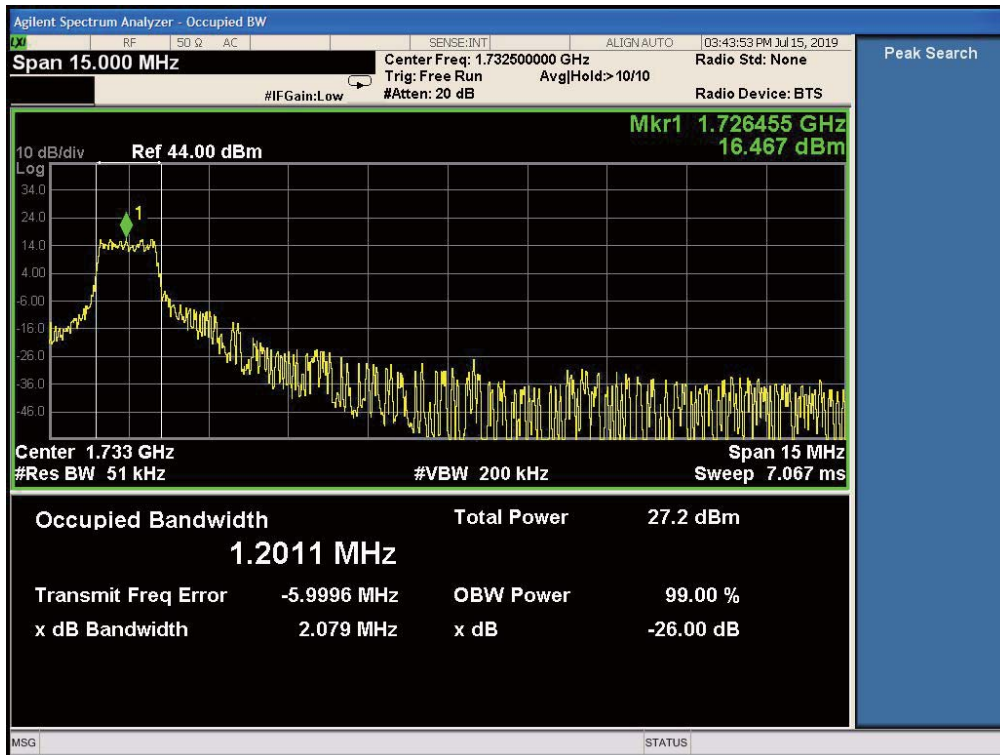 Agilent Spectrum Analyzer - Occupied BW
LXI RF 50 Ω AC SENSE:INT ALIGNAUTO 03:43:53 PM Jul 15, 2019
Span 15.000 MHz
Center Freq: 1.732500000 GHz
Radio Std: None
Trig: Free Run Avg|Hold:> 10/10
#IFGain:Low
#Atten: 20 dB
Radio Device: BTS
Peak Search
Mkr1 1.726455 GHz
16.467 dBm
10 dB/div Ref 44.00 dBm
Log
34.0
24.0
1
14.0
4.00
-6.00
-16.0
-26.0
-36.0
-46.0
Center 1.733 GHz Span 15 MHz
#Res BW 51 kHz #VBW 200 kHz Sweep 7.067 ms
Occupied Bandwidth Total Power 27.2 dBm
1.2011 MHz
Transmit Freq Error -5.9996 MHz OBW Power 99.00 %
x dB Bandwidth 2.079 MHz x dB -26.00 dB
MSG STATUS